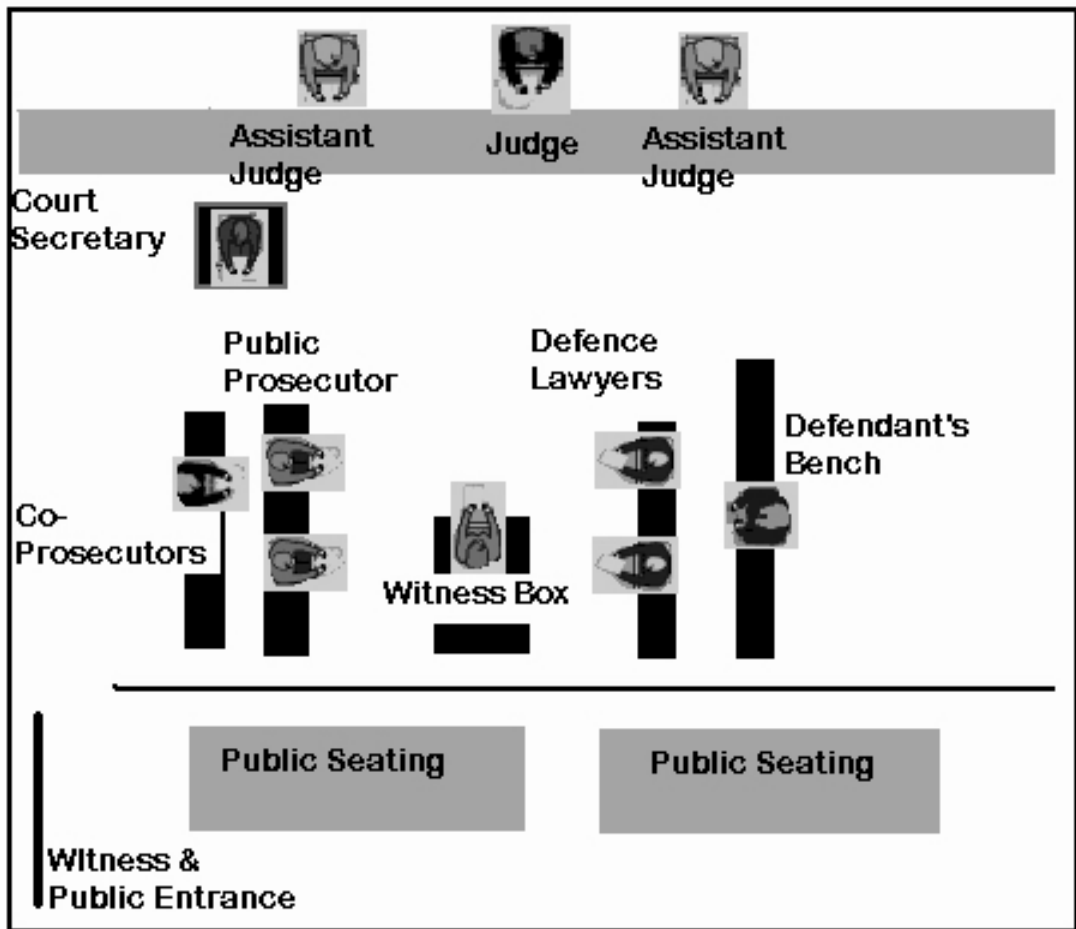 Assistant
Judge
Judge
Assistant
Judge
Court
Secretary
Public
Prosecutor
Defence
Lawyers
Defendant's
Bench
Co-
Prosecutors
Witness Box
Public Seating
Public Seating
Witness &
Public Entrance